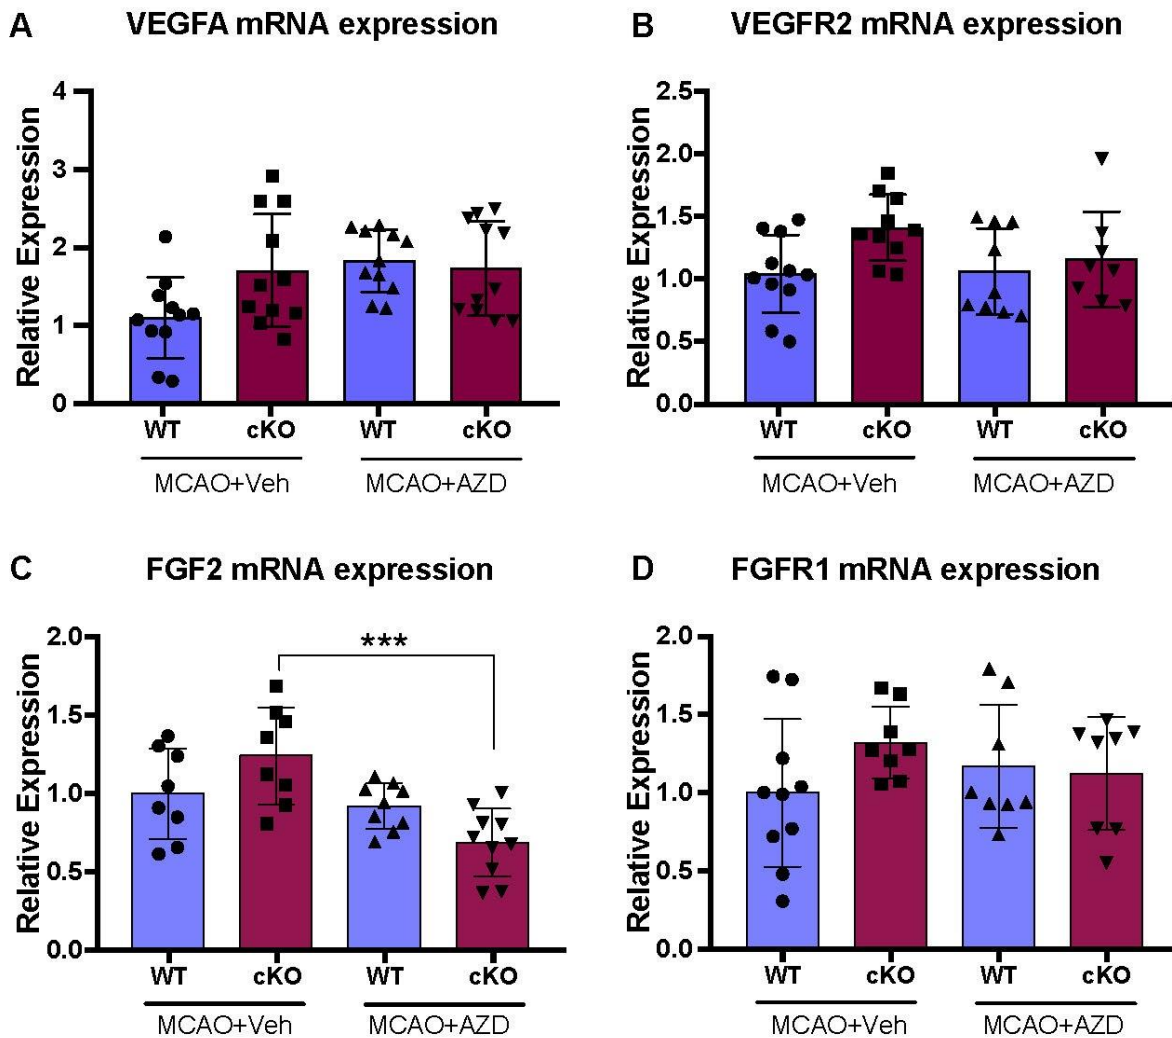 A VEGFA mRNA expression
Relative Expression
4
3
2
1
0
WT cKO WT cKO
MCAO+Veh MCAO+AZD
B VEGFR2 mRNA expression
Relative Expression
2.5
2.0
1.5
1.0
0.5
0.0
WT cKO WT cKO
MCAO+Veh MCAO+AZD
C FGF2 mRNA expression
Relative Expression
2.0
1.5
1.0
0.5
0.0
***
WT cKO WT cKO
MCAO+Veh MCAO+AZD
D FGFR1 mRNA expression
Relative Expression
2.0
1.5
1.0
0.5
0.0
WT cKO WT cKO
MCAO+Veh MCAO+AZD